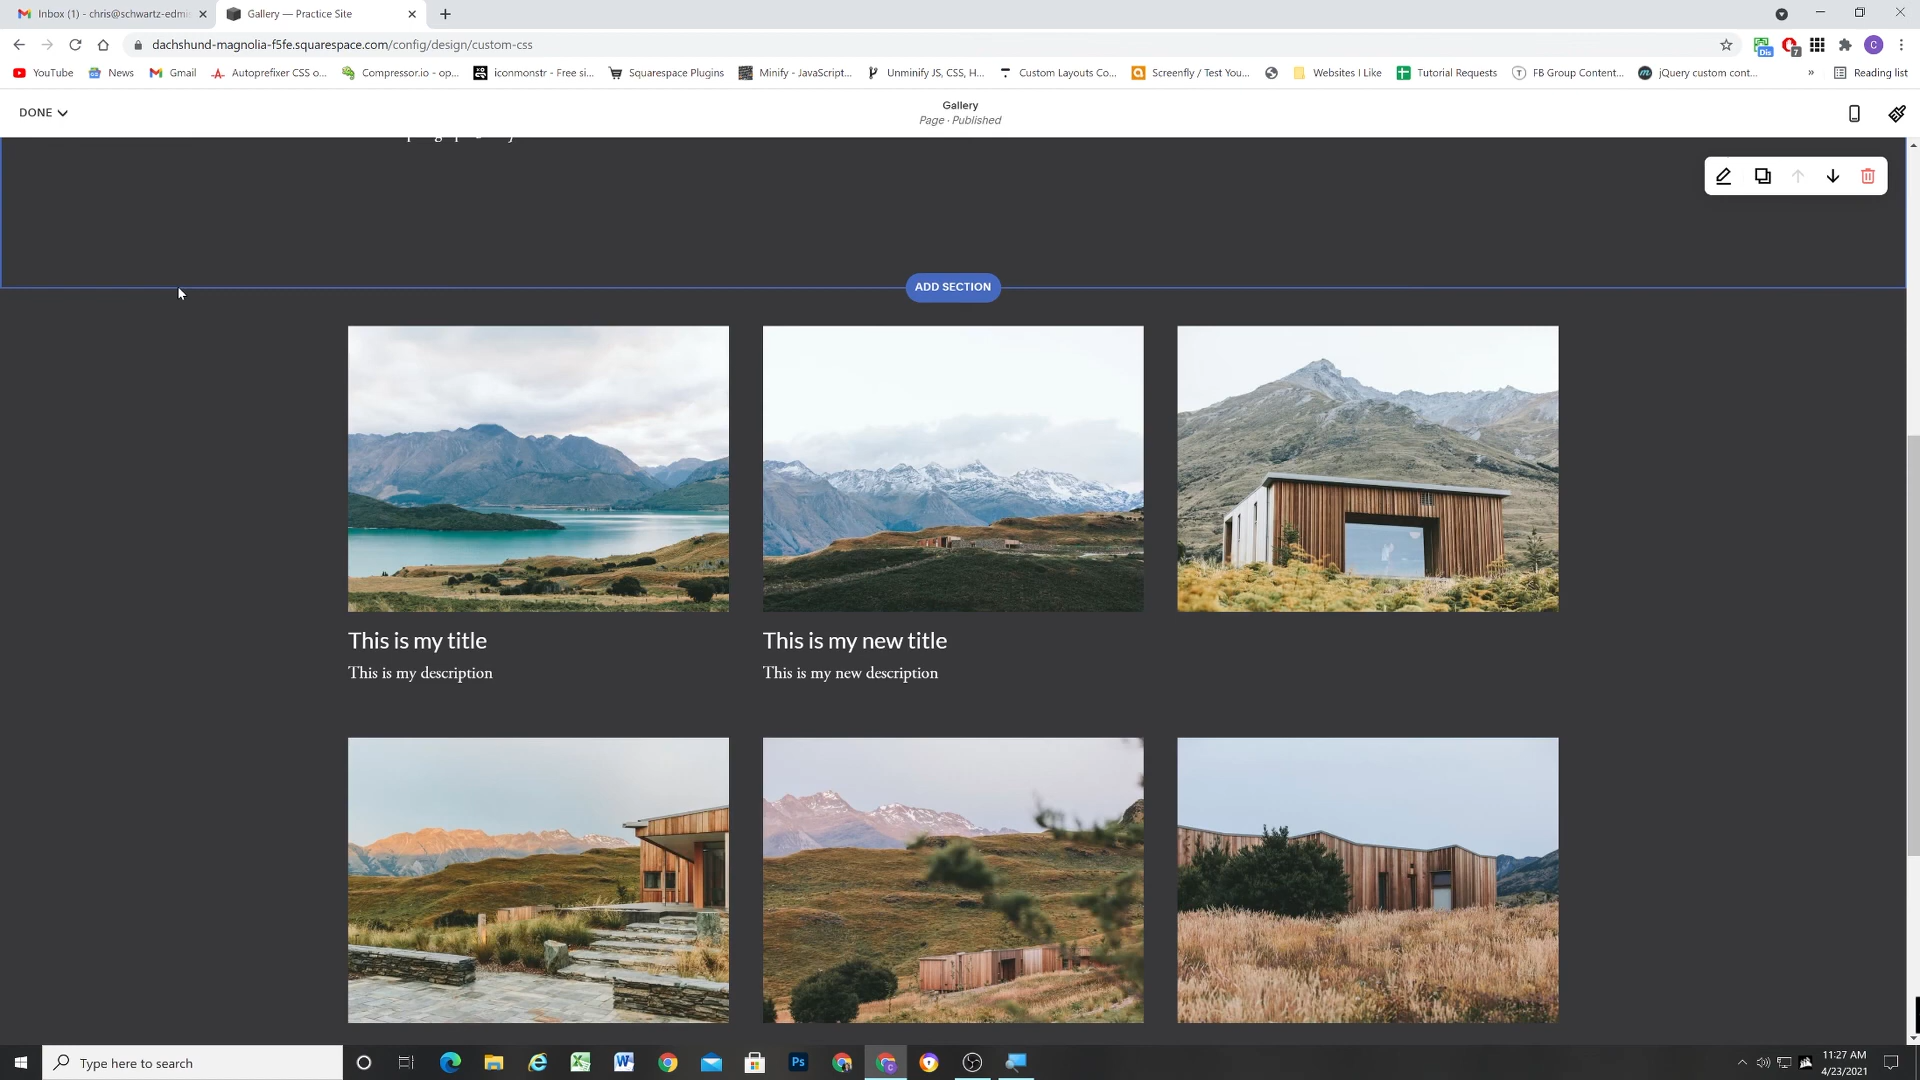 Inbox (1) - chris@schwartz-edmi
Gallery — Practice Site
dachshund-magnolia-f5fe.squarespace.com/config/design/custom-css
YouTube
News
Gmail
Autoprefixer CSS o...
Compressor.io - op...
iconmonstr - Free si...
Squarespace Plugins
Minify - JavaScript...
Unminify JS, CSS, H...
Custom Layouts Co...
Screenfly / Test You...
Websites I Like
Tutorial Requests
FB Group Content...
jQuery custom cont...
»
Reading list
DONE
Gallery
Page · Published
ADD SECTION
This is my title
This is my description
This is my new title
This is my new description
Type here to search
11:27 AM
4/23/2021